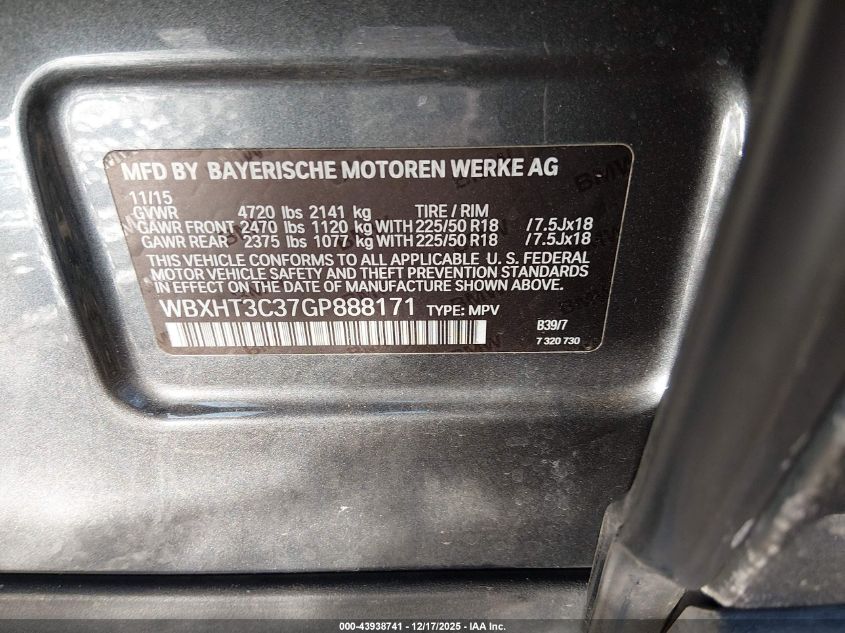 MFD BY BAYERISCHE MOTOREN WERKE AG
11/15
GVWR 4720 lbs 2141 kg TIRE / RIM
GAWR FRONT 2470 lbs 1120 kg WITH 225/50 R18 /7.5Jx18
GAWR REAR 2375 lbs 1077 kg WITH 225/50 R18 /7.5Jx18
THIS VEHICLE CONFORMS TO ALL APPLICABLE U. S. FEDERAL
MOTOR VEHICLE SAFETY AND THEFT PREVENTION STANDARDS
IN EFFECT ON THE DATE OF MANUFACTURE SHOWN ABOVE.
WBXHT3C37GP888171 TYPE: MPV
B39/7
7 320 730
000-43938741 — 12/17/2025 — IAA Inc.